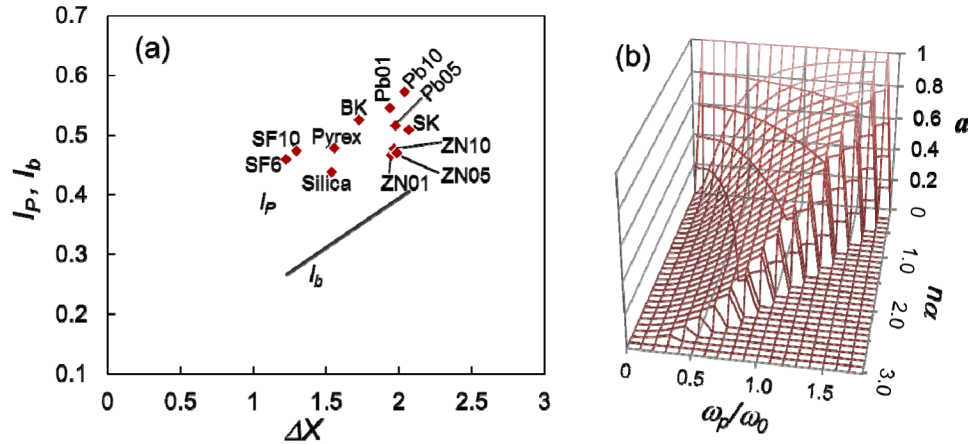 (a)
0.7
0.6
0.5
0.4
0.3
0.2
0.1
I_P, I_b
0
0.5
1
1.5
2
2.5
3
ΔX
SF6
SF10
Silica
Pyrex
BK
Pb01
Pb10
Pb05
SK
ZN10
ZN05
ZN01
I_P
I_b
(b)
1
0.8
0.6
0.4
0.2
0
a
1.0
2.0
3.0
nα
0
0.5
1.0
1.5
ω_p/ω_0